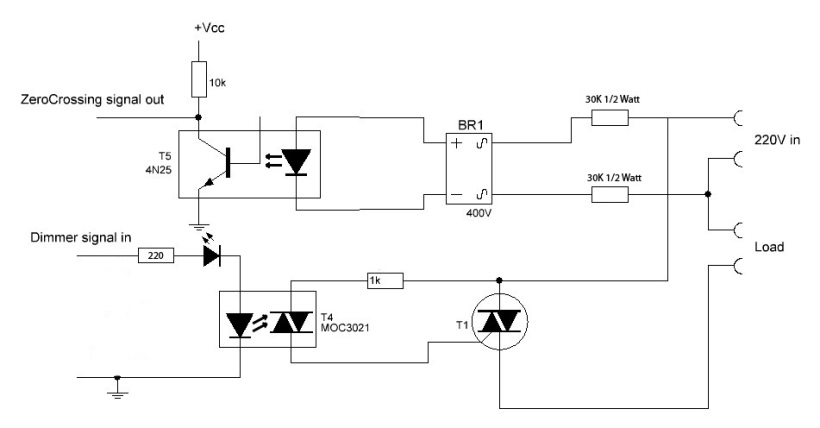 +Vcc
10k
ZeroCrossing signal out
30K 1/2 Watt
BR1
220V in
T5
4N25
+
-
30K 1/2 Watt
400V
Dimmer signal in
220
Load
1k
T4
MOC3021
T1